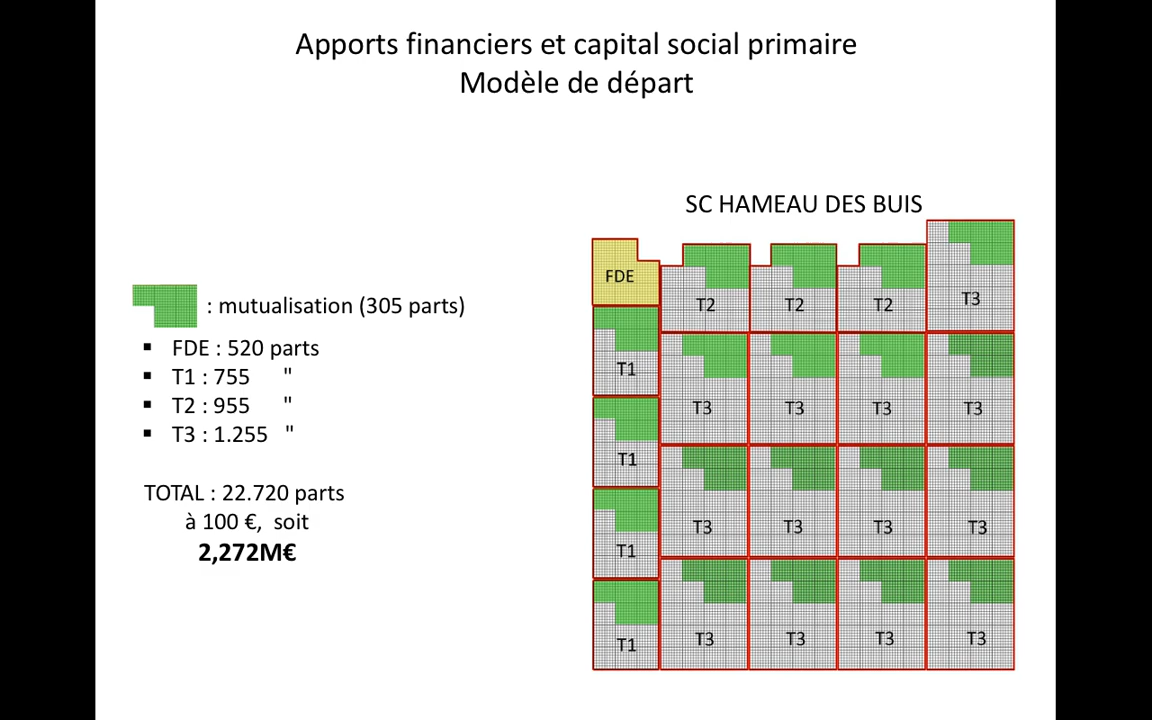 Apports financiers et capital social primaire
Modèle de départ
SC HAMEAU DES BUIS
: mutualisation (305 parts)
▪ FDE : 520 parts
▪ T1 : 755 "
▪ T2 : 955 "
▪ T3 : 1.255 "
TOTAL : 22.720 parts
à 100 €, soit
2,272M€
FDE
T2 T2 T2 T3
T1
T3 T3 T3 T3
T1
T3 T3 T3 T3
T1
T3 T3 T3 T3
T1